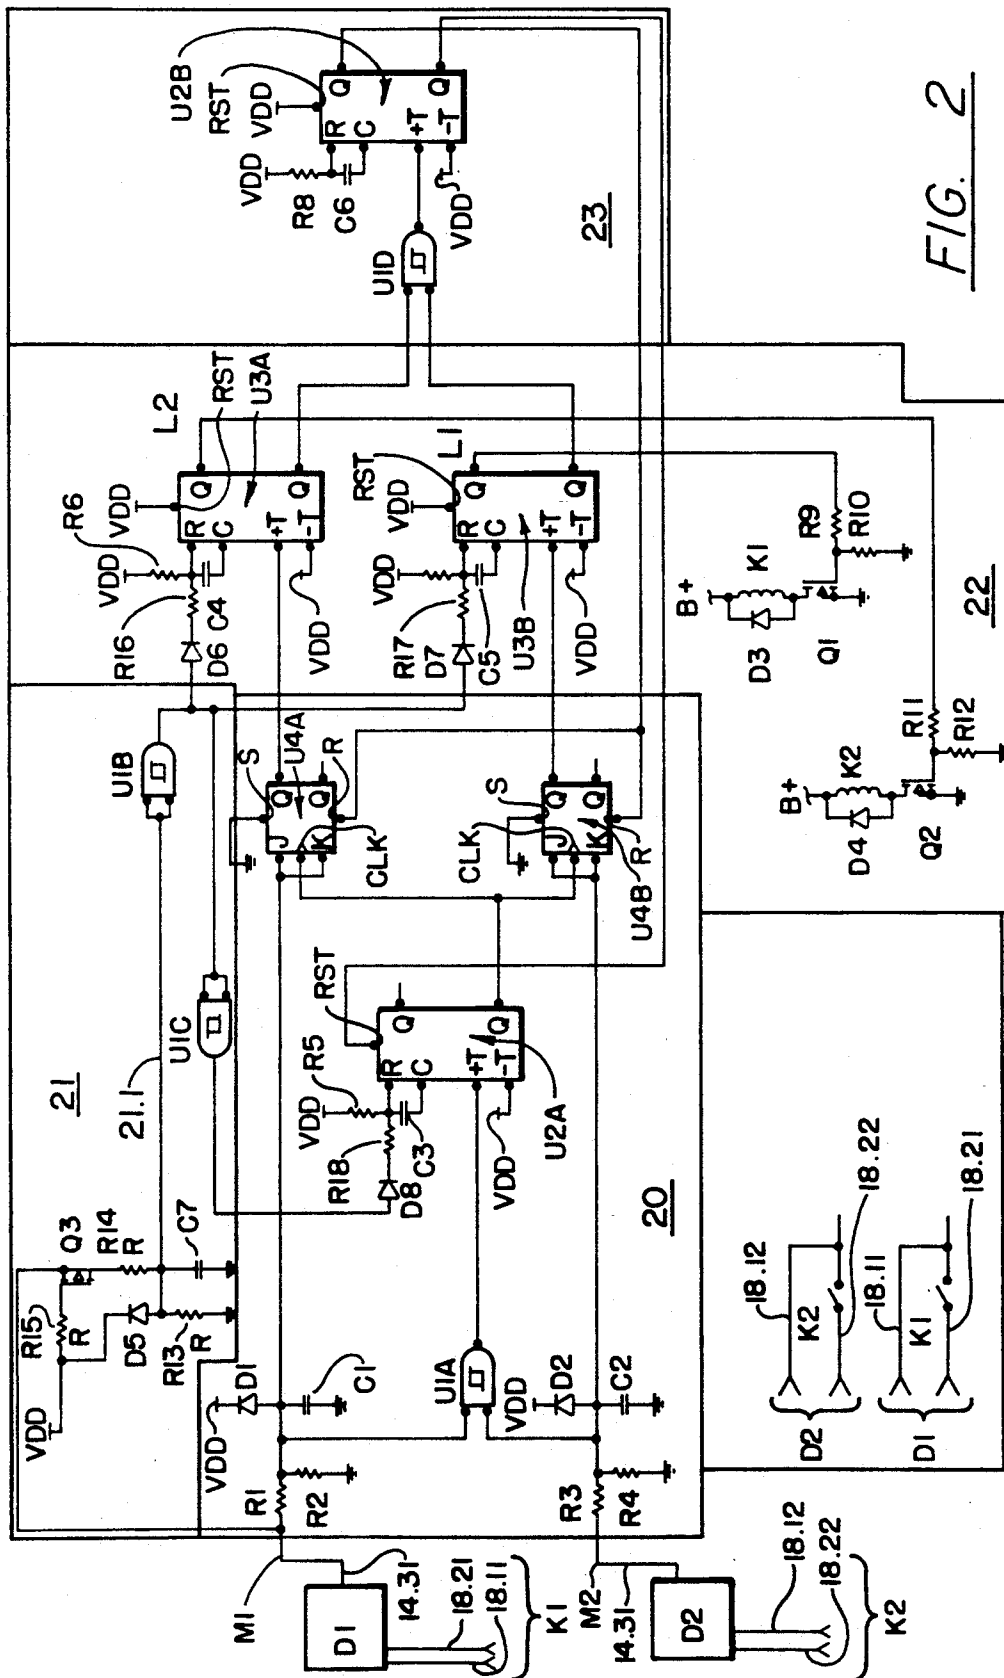 M1
D1
14.31
18.21
18.11
K1
M2
14.31
D2
18.12
18.22
K2
VDD
R15
R
Q3
D5
R14
R
R13
R
C7
21
21.1
U1C
U1B
R1
R2
VDD
D1
C1
U1A
R3
R4
VDD
D2
C2
20
VDD
R5
R18
D8
C3
RST
R
C
+T
-T
Q
Q
VDD
U2A
S
U4A
J
K
Q
Q
R
CLK
CLK
S
J
K
Q
Q
U4B
R
R16
D6
C4
VDD
R6
VDD
RST
L2
U3A
R
C
+T
-T
Q
Q
VDD
R17
D7
C5
VDD
VDD
RST
L1
U3B
R
C
+T
-T
Q
Q
VDD
U1D
VDD
R8
C6
VDD
RST
U2B
R
C
+T
-T
Q
Q
VDD
23
B+
D3
K1
Q1
R9
R10
B+
D4
K2
Q2
R11
R12
22
D2
18.12
K2
18.22
D1
18.11
K1
18.21
FIG. 2